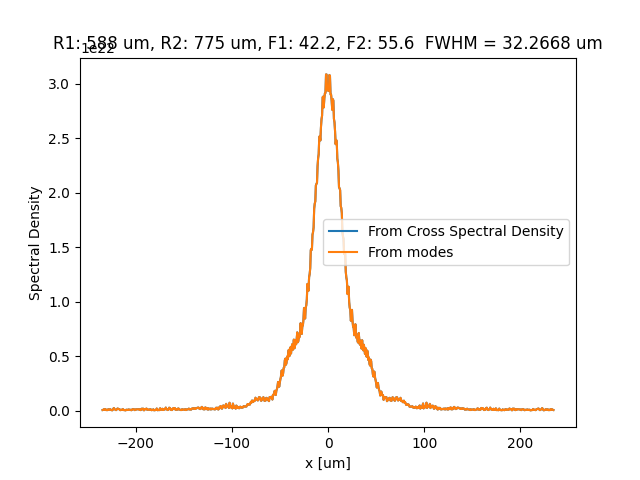 R1: 588 um, R2: 775 um, F1: 42.2, F2: 55.6  FWHM = 32.2668 um
1e22
3.0
2.5
2.0
1.5
1.0
0.5
0.0
Spectral Density
From Cross Spectral Density
From modes
−200
−100
0
100
200
x [um]